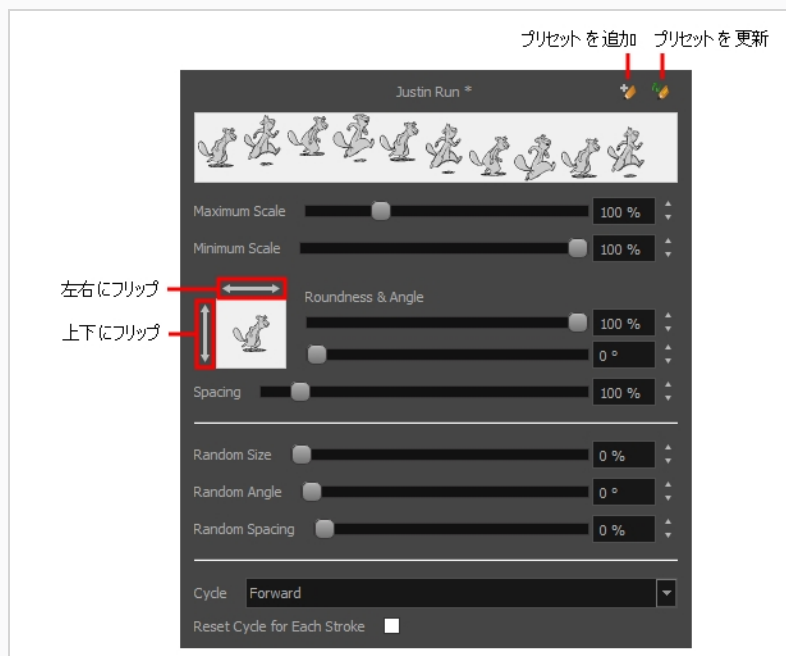 プリセットを追加 プリセットを更新
Justin Run *
Maximum Scale 100 %
Minimum Scale 100 %
左右にフリップ
Roundness & Angle
上下にフリップ
100 %
0 °
Spacing 100 %
Random Size 0 %
Random Angle 0 °
Random Spacing 0 %
Cycle Forward
Reset Cycle for Each Stroke